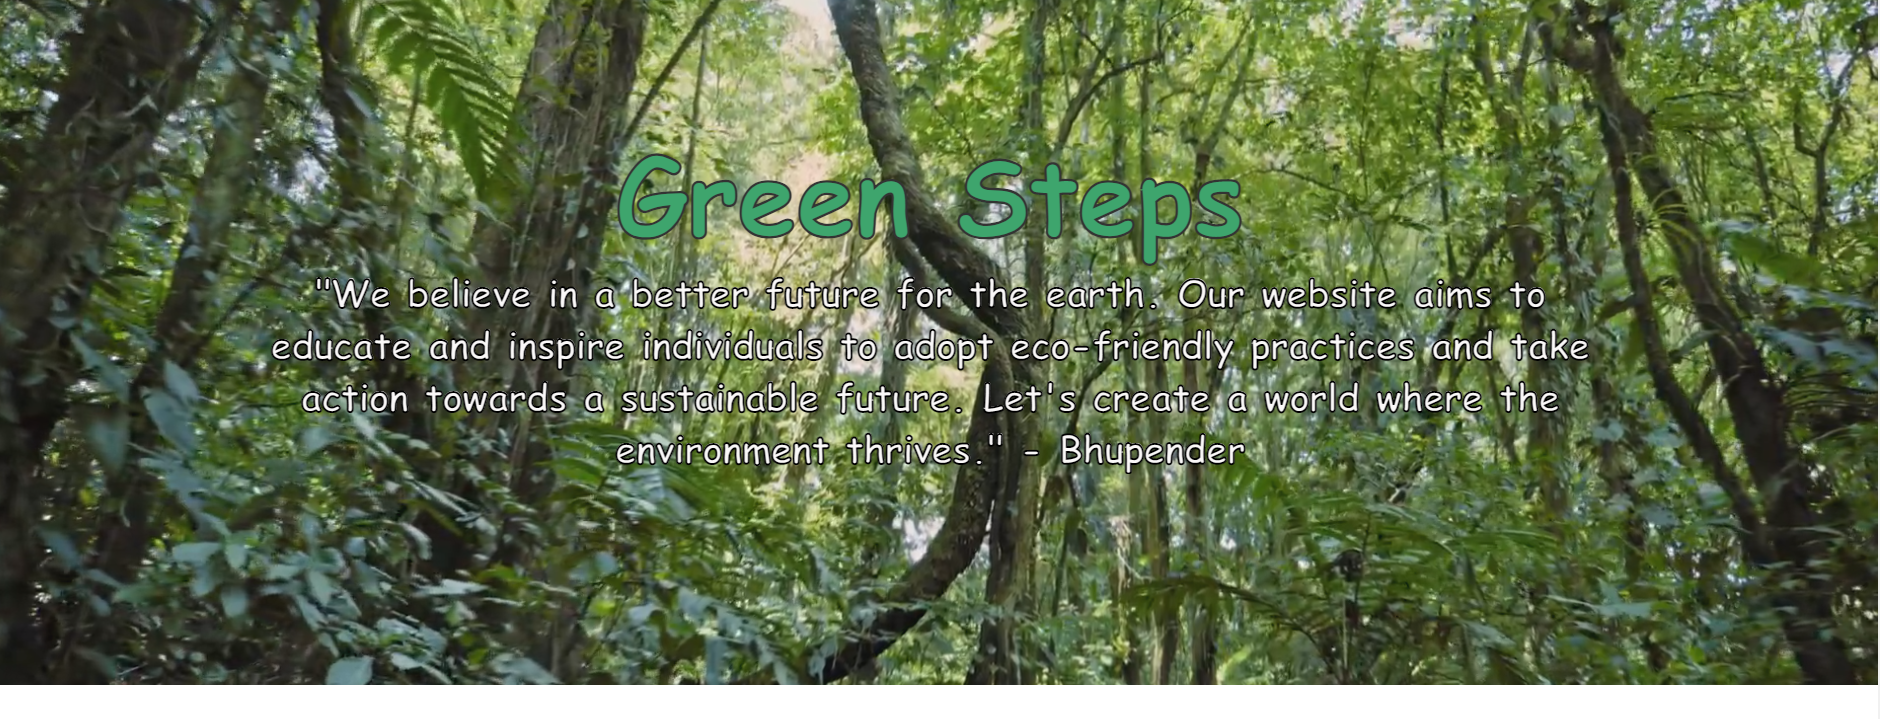 Green Steps
"We believe in a better future for the earth. Our website aims to
educate and inspire individuals to adopt eco-friendly practices and take
action towards a sustainable future. Let's create a world where the
environment thrives." - Bhupender